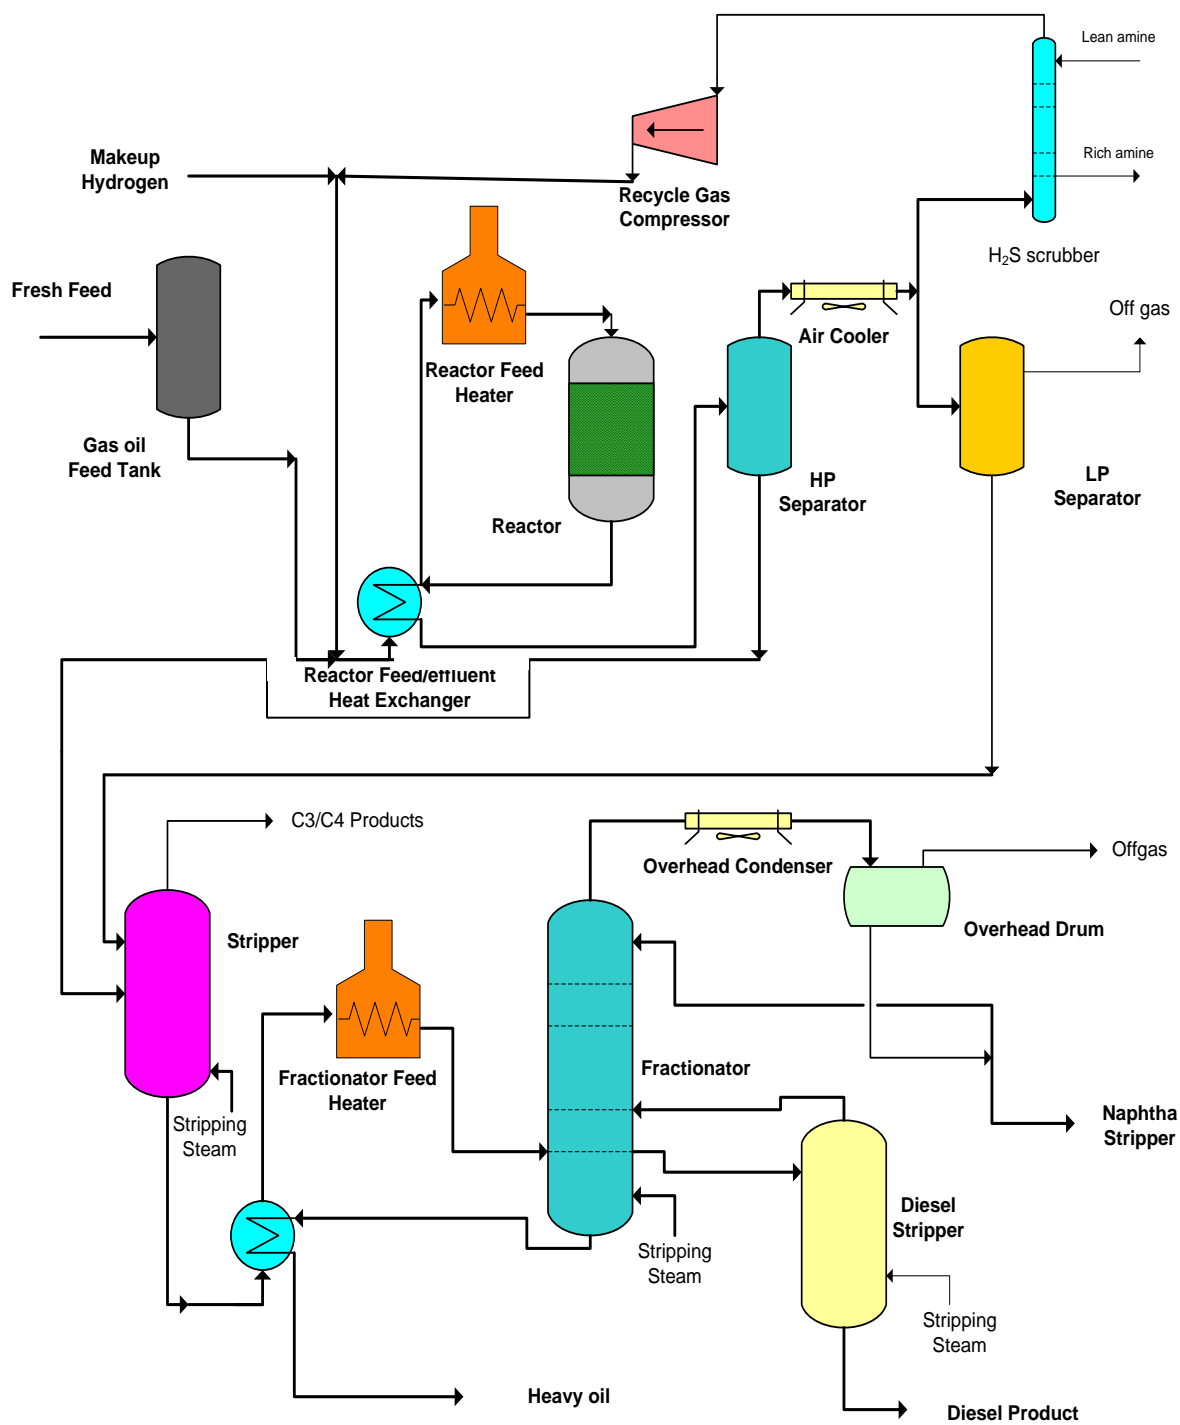 Lean amine
Makeup
Hydrogen
Rich amine
Recycle Gas
Compressor
H₂S scrubber
Fresh Feed
Off gas
Air Cooler
Reactor Feed
Heater
Gas oil
Feed Tank
HP
Separator
LP
Separator
Reactor
Reactor Feed/effluent
Heat Exchanger
C3/C4 Products
Overhead Condenser
Offgas
Stripper
Overhead Drum
Fractionator Feed
Heater
Fractionator
Stripping
Steam
Naphtha
Stripper
Diesel
Stripper
Stripping
Steam
Stripping
Steam
Heavy oil
Diesel Product